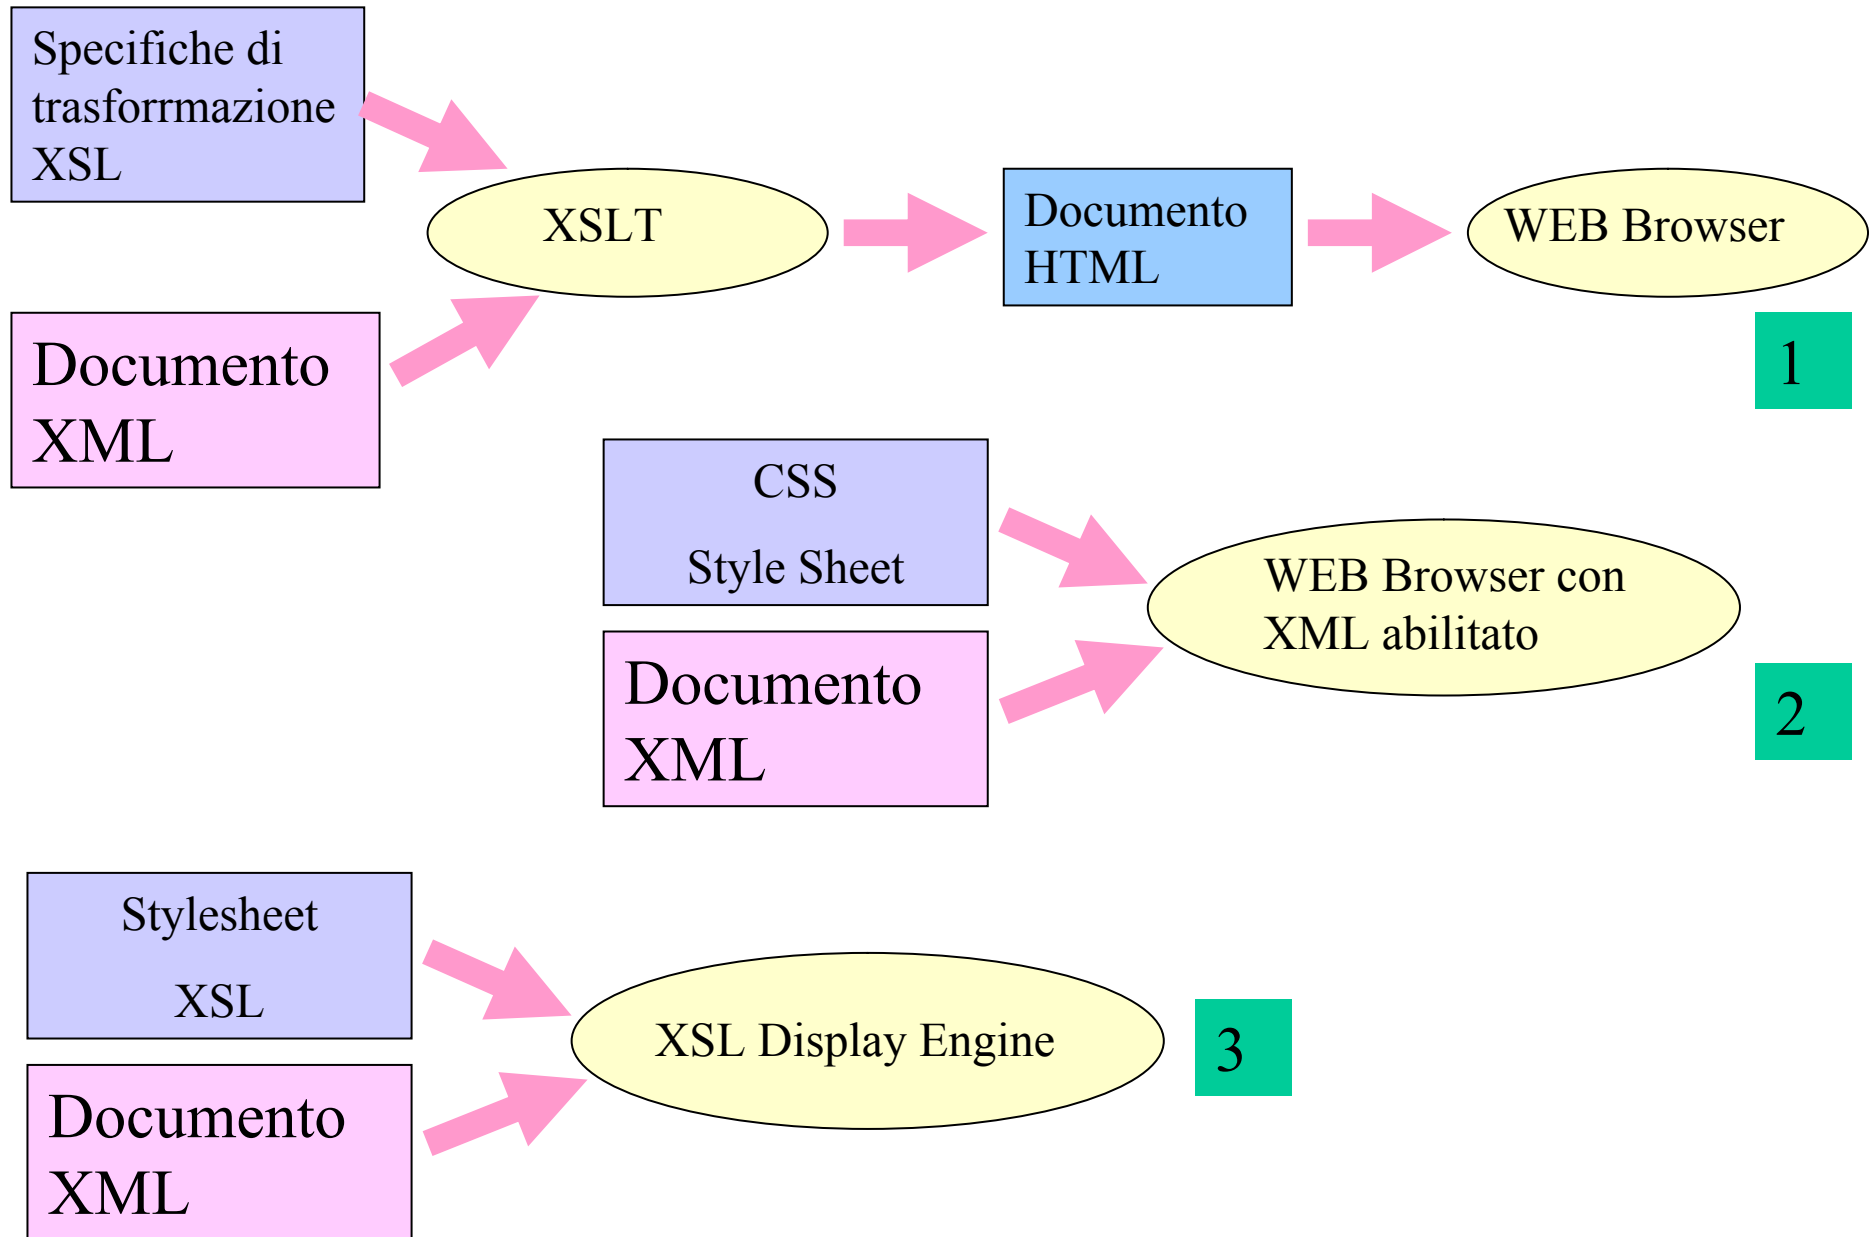 Specifiche di
trasforrmazione
XSL
XSLT
Documento
HTML
WEB Browser
Documento
XML
1
CSS
Style Sheet
WEB Browser con
XML abilitato
Documento
XML
2
Stylesheet
XSL
XSL Display Engine
3
Documento
XML